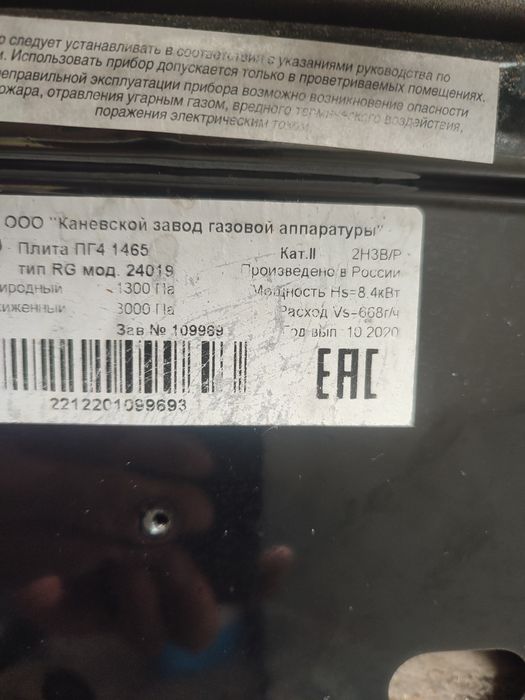 о следует устанавливать в соответствии с указаниями руководства по
и. Использовать прибор допускается только в проветриваемых помещениях.
неправильной эксплуатации прибора возможно возникновение опасности
ожара, отравления угарным газом, вредного термического воздействия,
поражения электрическим током.
ООО "Каневской завод газовой аппаратуры"
Плита ПГ4 1465 Кат.II 2Н3В/Р
тип RG мод. 24019 Произведено в России
иродный 1300 Па Мощность Hs=8,4кВт
иженный 3000 Па Расход Vs-668г/ч
Зав № 109969 Год вып 10.2020
EAC
2212201099693